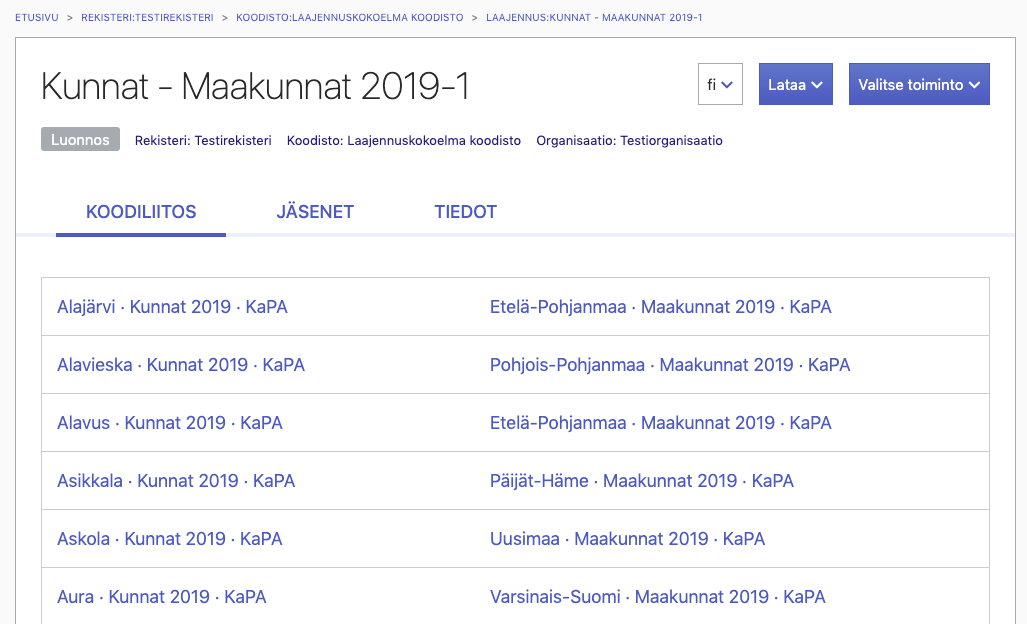 ETUSIVU > REKISTERI:TESTIREKISTERI > KOODISTO:LAAJENNUSKOKOELMA KOODISTO > LAAJENNUS:KUNNAT - MAAKUNNAT 2019-1
Kunnat - Maakunnat 2019-1
fi Lataa Valitse toiminto
Luonnos Rekisteri: Testirekisteri Koodisto: Laajennuskokoelma koodisto Organisaatio: Testiorganisaatio
KOODILIITOS JÄSENET TIEDOT
Alajärvi · Kunnat 2019 · KaPA Etelä-Pohjanmaa · Maakunnat 2019 · KaPA
Alavieska · Kunnat 2019 · KaPA Pohjois-Pohjanmaa · Maakunnat 2019 · KaPA
Alavus · Kunnat 2019 · KaPA Etelä-Pohjanmaa · Maakunnat 2019 · KaPA
Asikkala · Kunnat 2019 · KaPA Päijät-Häme · Maakunnat 2019 · KaPA
Askola · Kunnat 2019 · KaPA Uusimaa · Maakunnat 2019 · KaPA
Aura · Kunnat 2019 · KaPA Varsinais-Suomi · Maakunnat 2019 · KaPA